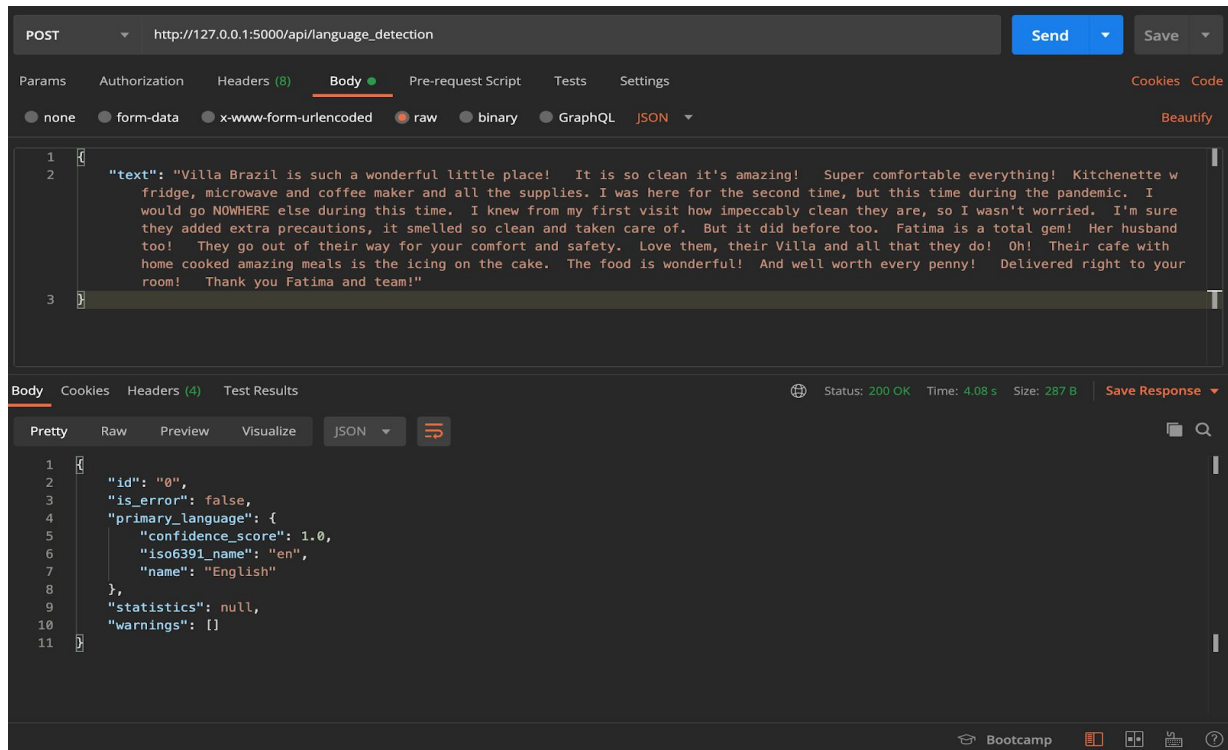 POST http://127.0.0.1:5000/api/language_detection Send Save
Params Authorization Headers (8) Body Pre-request Script Tests Settings Cookies Code
none form-data x-www-form-urlencoded raw binary GraphQL JSON Beautify
1 {
2 "text": "Villa Brazil is such a wonderful little place!   It is so clean it's amazing!   Super comfortable everything!  Kitchenette w
fridge, microwave and coffee maker and all the supplies. I was here for the second time, but this time during the pandemic.  I
would go NOWHERE else during this time.  I knew from my first visit how impeccably clean they are, so I wasn't worried.  I'm sure
they added extra precautions, it smelled so clean and taken care of.  But it did before too.  Fatima is a total gem!  Her husband
too!   They go out of their way for your comfort and safety.  Love them, their Villa and all that they do!  Oh!  Their cafe with
home cooked amazing meals is the icing on the cake.  The food is wonderful!  And well worth every penny!   Delivered right to your
room!   Thank you Fatima and team!"
3 }
Body Cookies Headers (4) Test Results Status: 200 OK Time: 4.08 s Size: 287 B Save Response
Pretty Raw Preview Visualize JSON
1 {
2 "id": "0",
3 "is_error": false,
4 "primary_language": {
5 "confidence_score": 1.0,
6 "iso6391_name": "en",
7 "name": "English"
8 },
9 "statistics": null,
10 "warnings": []
11 }
Bootcamp